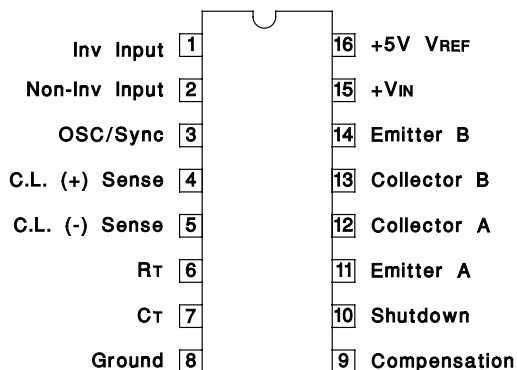 Inv Input 1 16 +5V VREF
Non-Inv Input 2 15 +VIN
OSC/Sync 3 14 Emitter B
C.L. (+) Sense 4 13 Collector B
C.L. (-) Sense 5 12 Collector A
RT 6 11 Emitter A
CT 7 10 Shutdown
Ground 8 9 Compensation